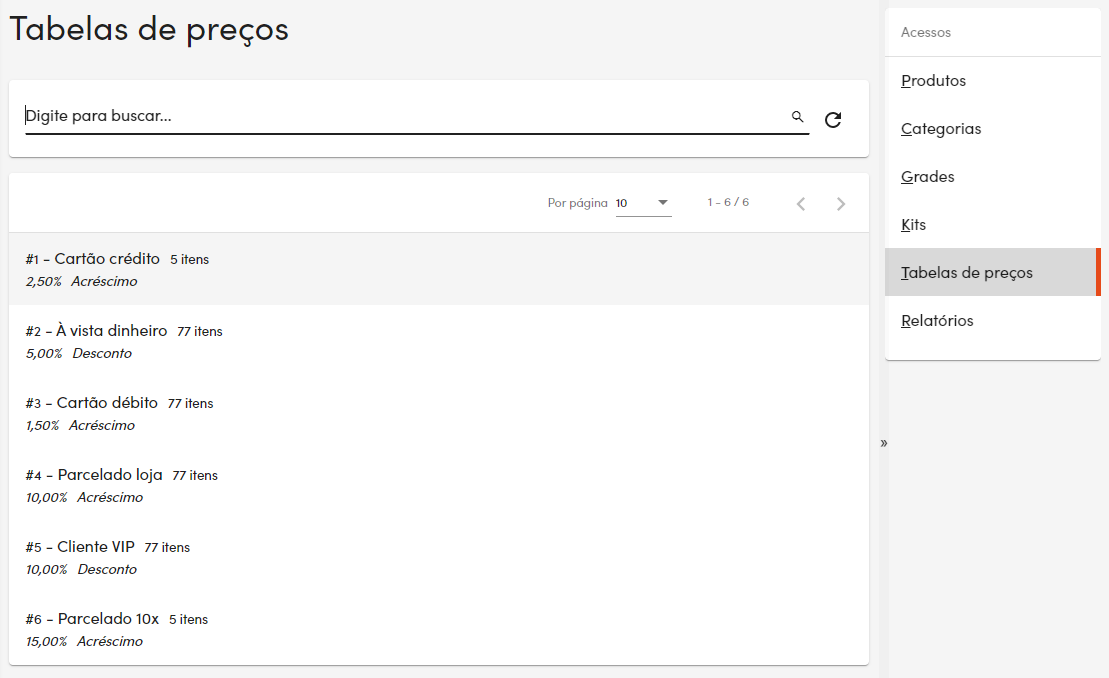 Tabelas de preços
Digite para buscar...
Por página 10 1 - 6 / 6
#1 - Cartão crédito 5 itens
2,50% Acréscimo
#2 - À vista dinheiro 77 itens
5,00% Desconto
#3 - Cartão débito 77 itens
1,50% Acréscimo
#4 - Parcelado loja 77 itens
10,00% Acréscimo
#5 - Cliente VIP 77 itens
10,00% Desconto
#6 - Parcelado 10x 5 itens
15,00% Acréscimo
»
Acessos
Produtos
Categorias
Grades
Kits
Tabelas de preços
Relatórios